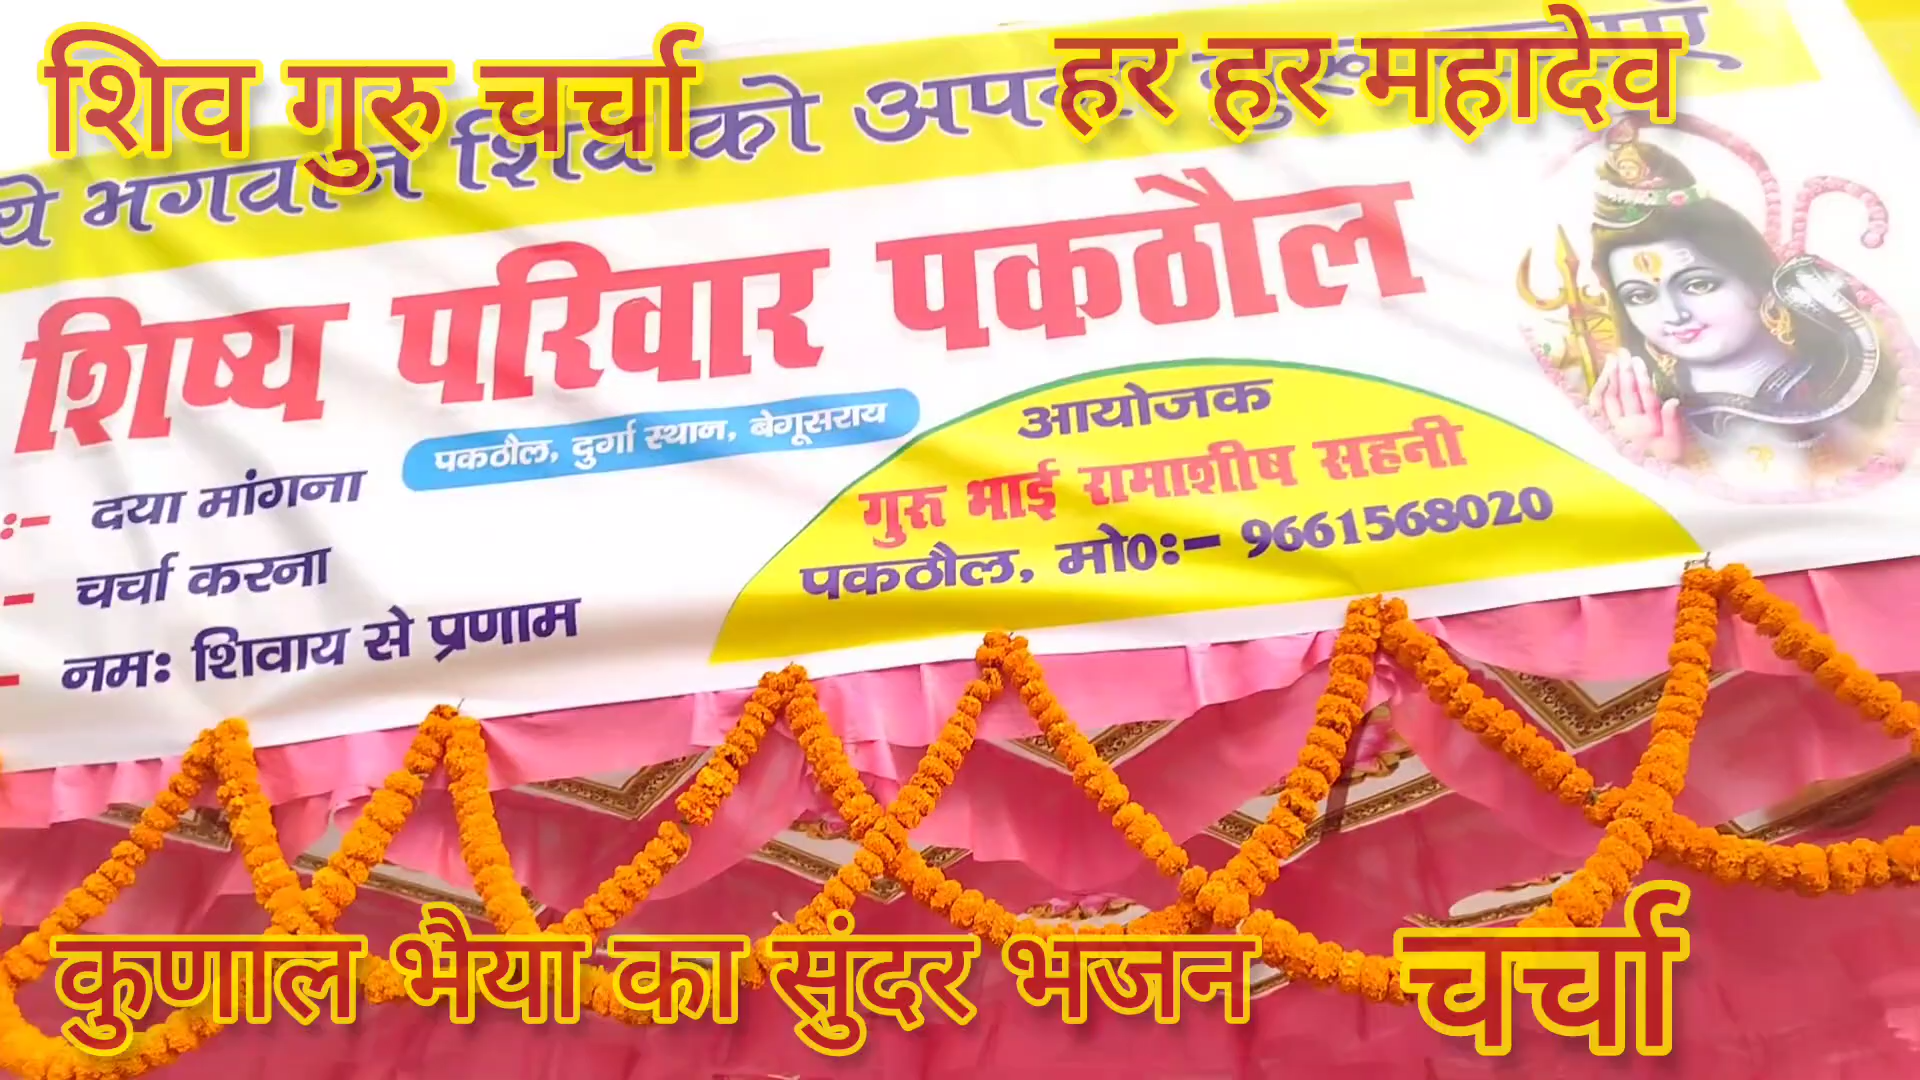 शिव गुरु चर्चा
हर हर महादेव
भगवान शिव को
शिष्य परिवार पकठौल
पकठौल, दुर्गा स्थान, बेगूसराय
:- दया मांगना
- चर्चा करना
- नमः शिवाय से प्रणाम
आयोजक
गुरू भाई रामाशीष सहनी
पकठौल, मो0:- 9661568020
कुणाल भैया का सुंदर भजन
चर्चा